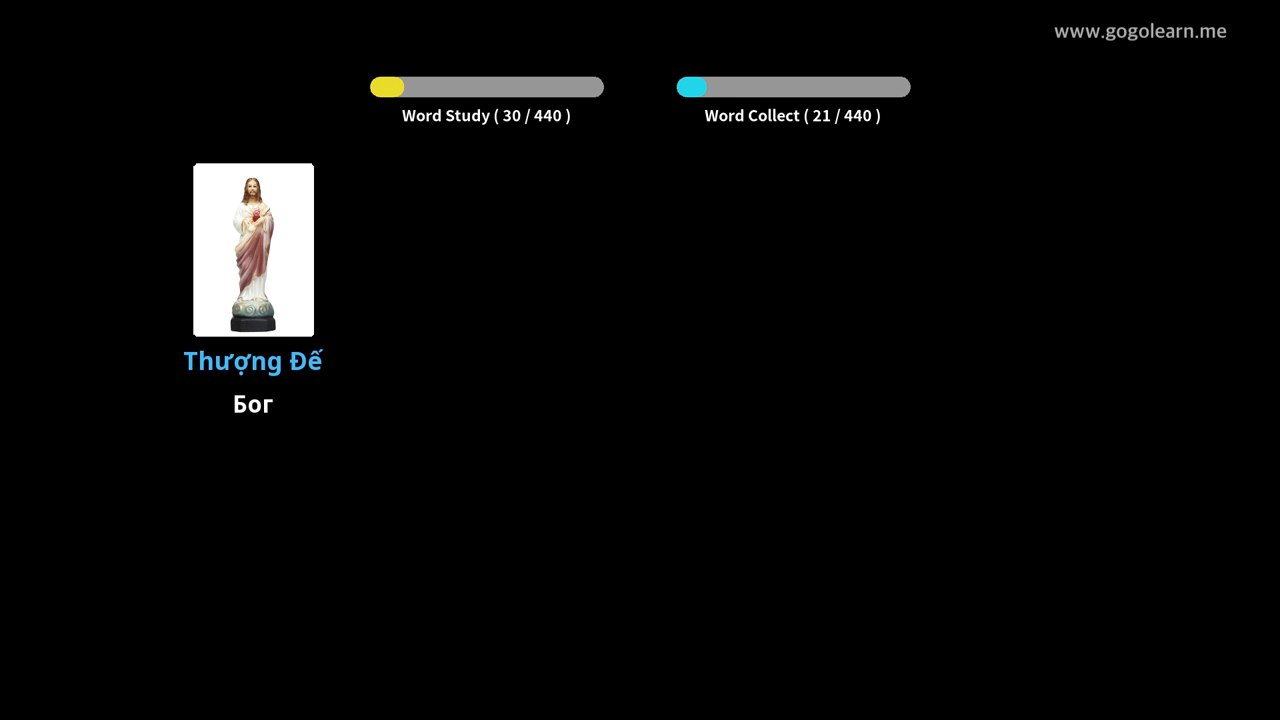 www.gogolearn.me
Word Study ( 30 / 440 )
Word Collect ( 21 / 440 )
Thượng Đế
Бог